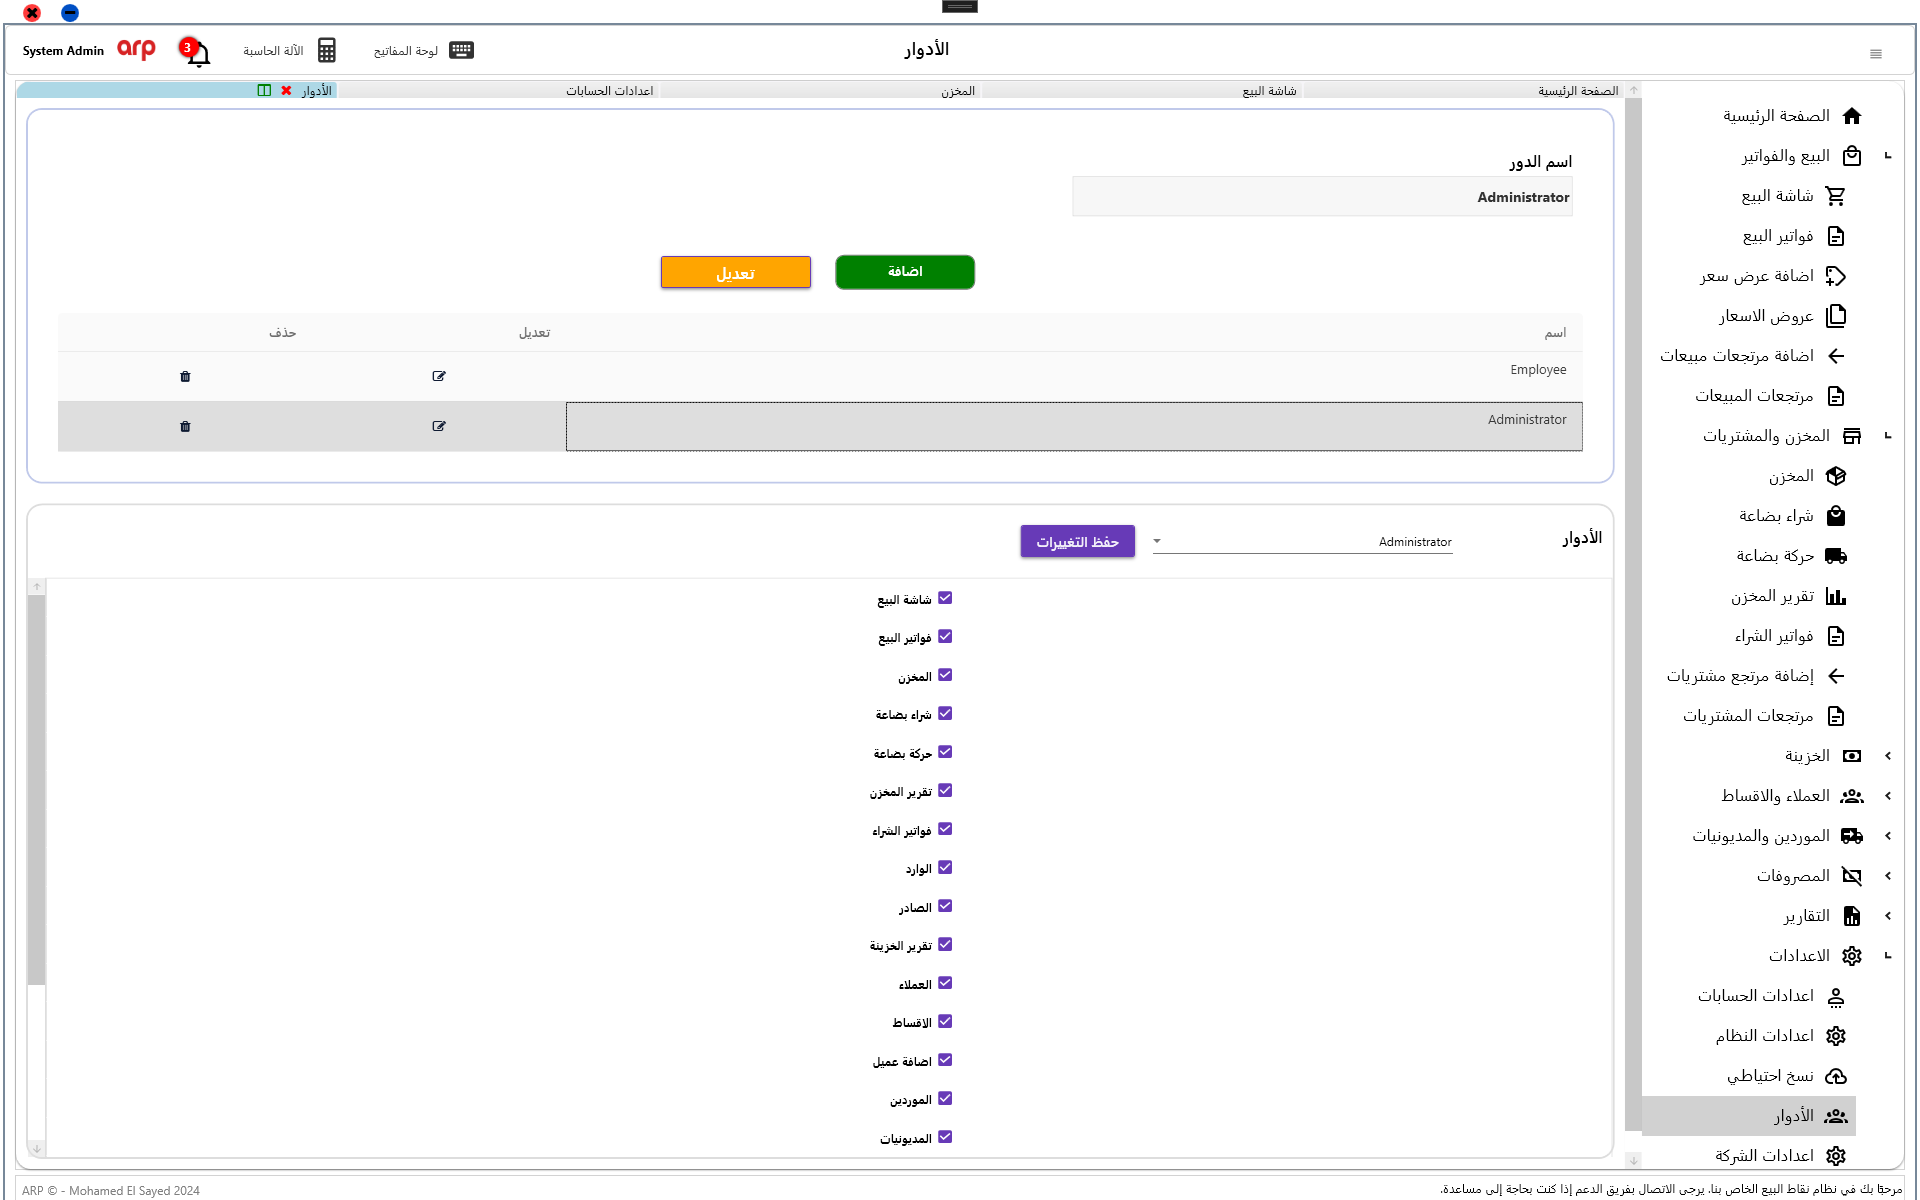 الأدوار
لوحة المفاتيح
الآلة الحاسبة
3
arp
System Admin
الصفحة الرئيسية
شاشة البيع
المخزن
اعدادات الحسابات
الأدوار
الصفحة الرئيسية
البيع والفواتير
شاشة البيع
فواتير البيع
اضافة عرض سعر
عروض الاسعار
اضافة مرتجعات مبيعات
مرتجعات المبيعات
المخزن والمشتريات
المخزن
شراء بضاعة
حركة بضاعة
تقرير المخزن
فواتير الشراء
إضافة مرتجع مشتريات
مرتجعات المشتريات
الخزينة
العملاء والاقساط
الموردين والمديونيات
المصروفات
التقارير
الاعدادات
اعدادات الحسابات
اعدادات النظام
نسخ احتياطي
الأدوار
اعدادات الشركة
اسم الدور
Administrator
اضافة
تعديل
اسم
تعديل
حذف
Employee
Administrator
الأدوار
Administrator
حفظ التغييرات
شاشة البيع
فواتير البيع
المخزن
شراء بضاعة
حركة بضاعة
تقرير المخزن
فواتير الشراء
الوارد
الصادر
تقرير الخزينة
العملاء
الاقساط
اضافة عميل
الموردين
المديونيات
مرحبًا بك في نظام نقاط البيع الخاص بنا. يرجى الاتصال بفريق الدعم إذا كنت بحاجة إلى مساعدة.
ARP © - Mohamed El Sayed 2024